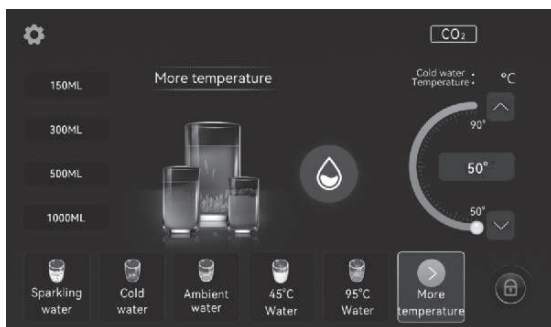 CO₂
150ML
300ML
500ML
1000ML
More temperature
Cold water :
Temperature :
°C
90°
50°
50°
Sparkling
water
Cold
water
Ambient
water
45°C
Water
95°C
Water
More
temperature